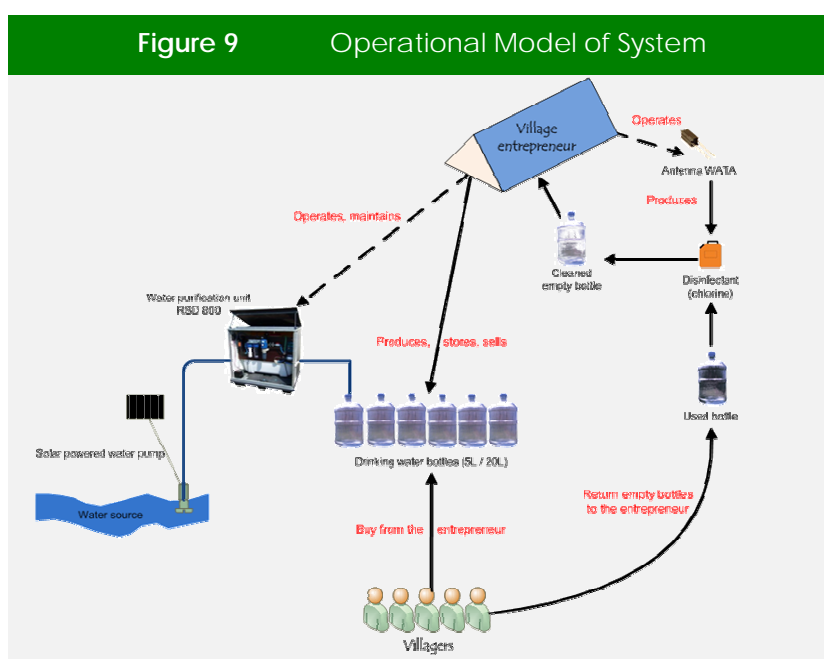 Figure 9 Operational Model of System
Village
entrepreneur
Operates
Antenna WATA
Produces
Operates, maintains
Cleaned
empty bottle
Disinfectant
(chlorine)
Water purification unit
RSD 800
Produces, stores, sells
Used bottle
Solar powered water pump
Drinking water bottles (5L / 20L)
Water source
Return empty bottles
to the entrepreneur
Buy from the entrepreneur
Villagers